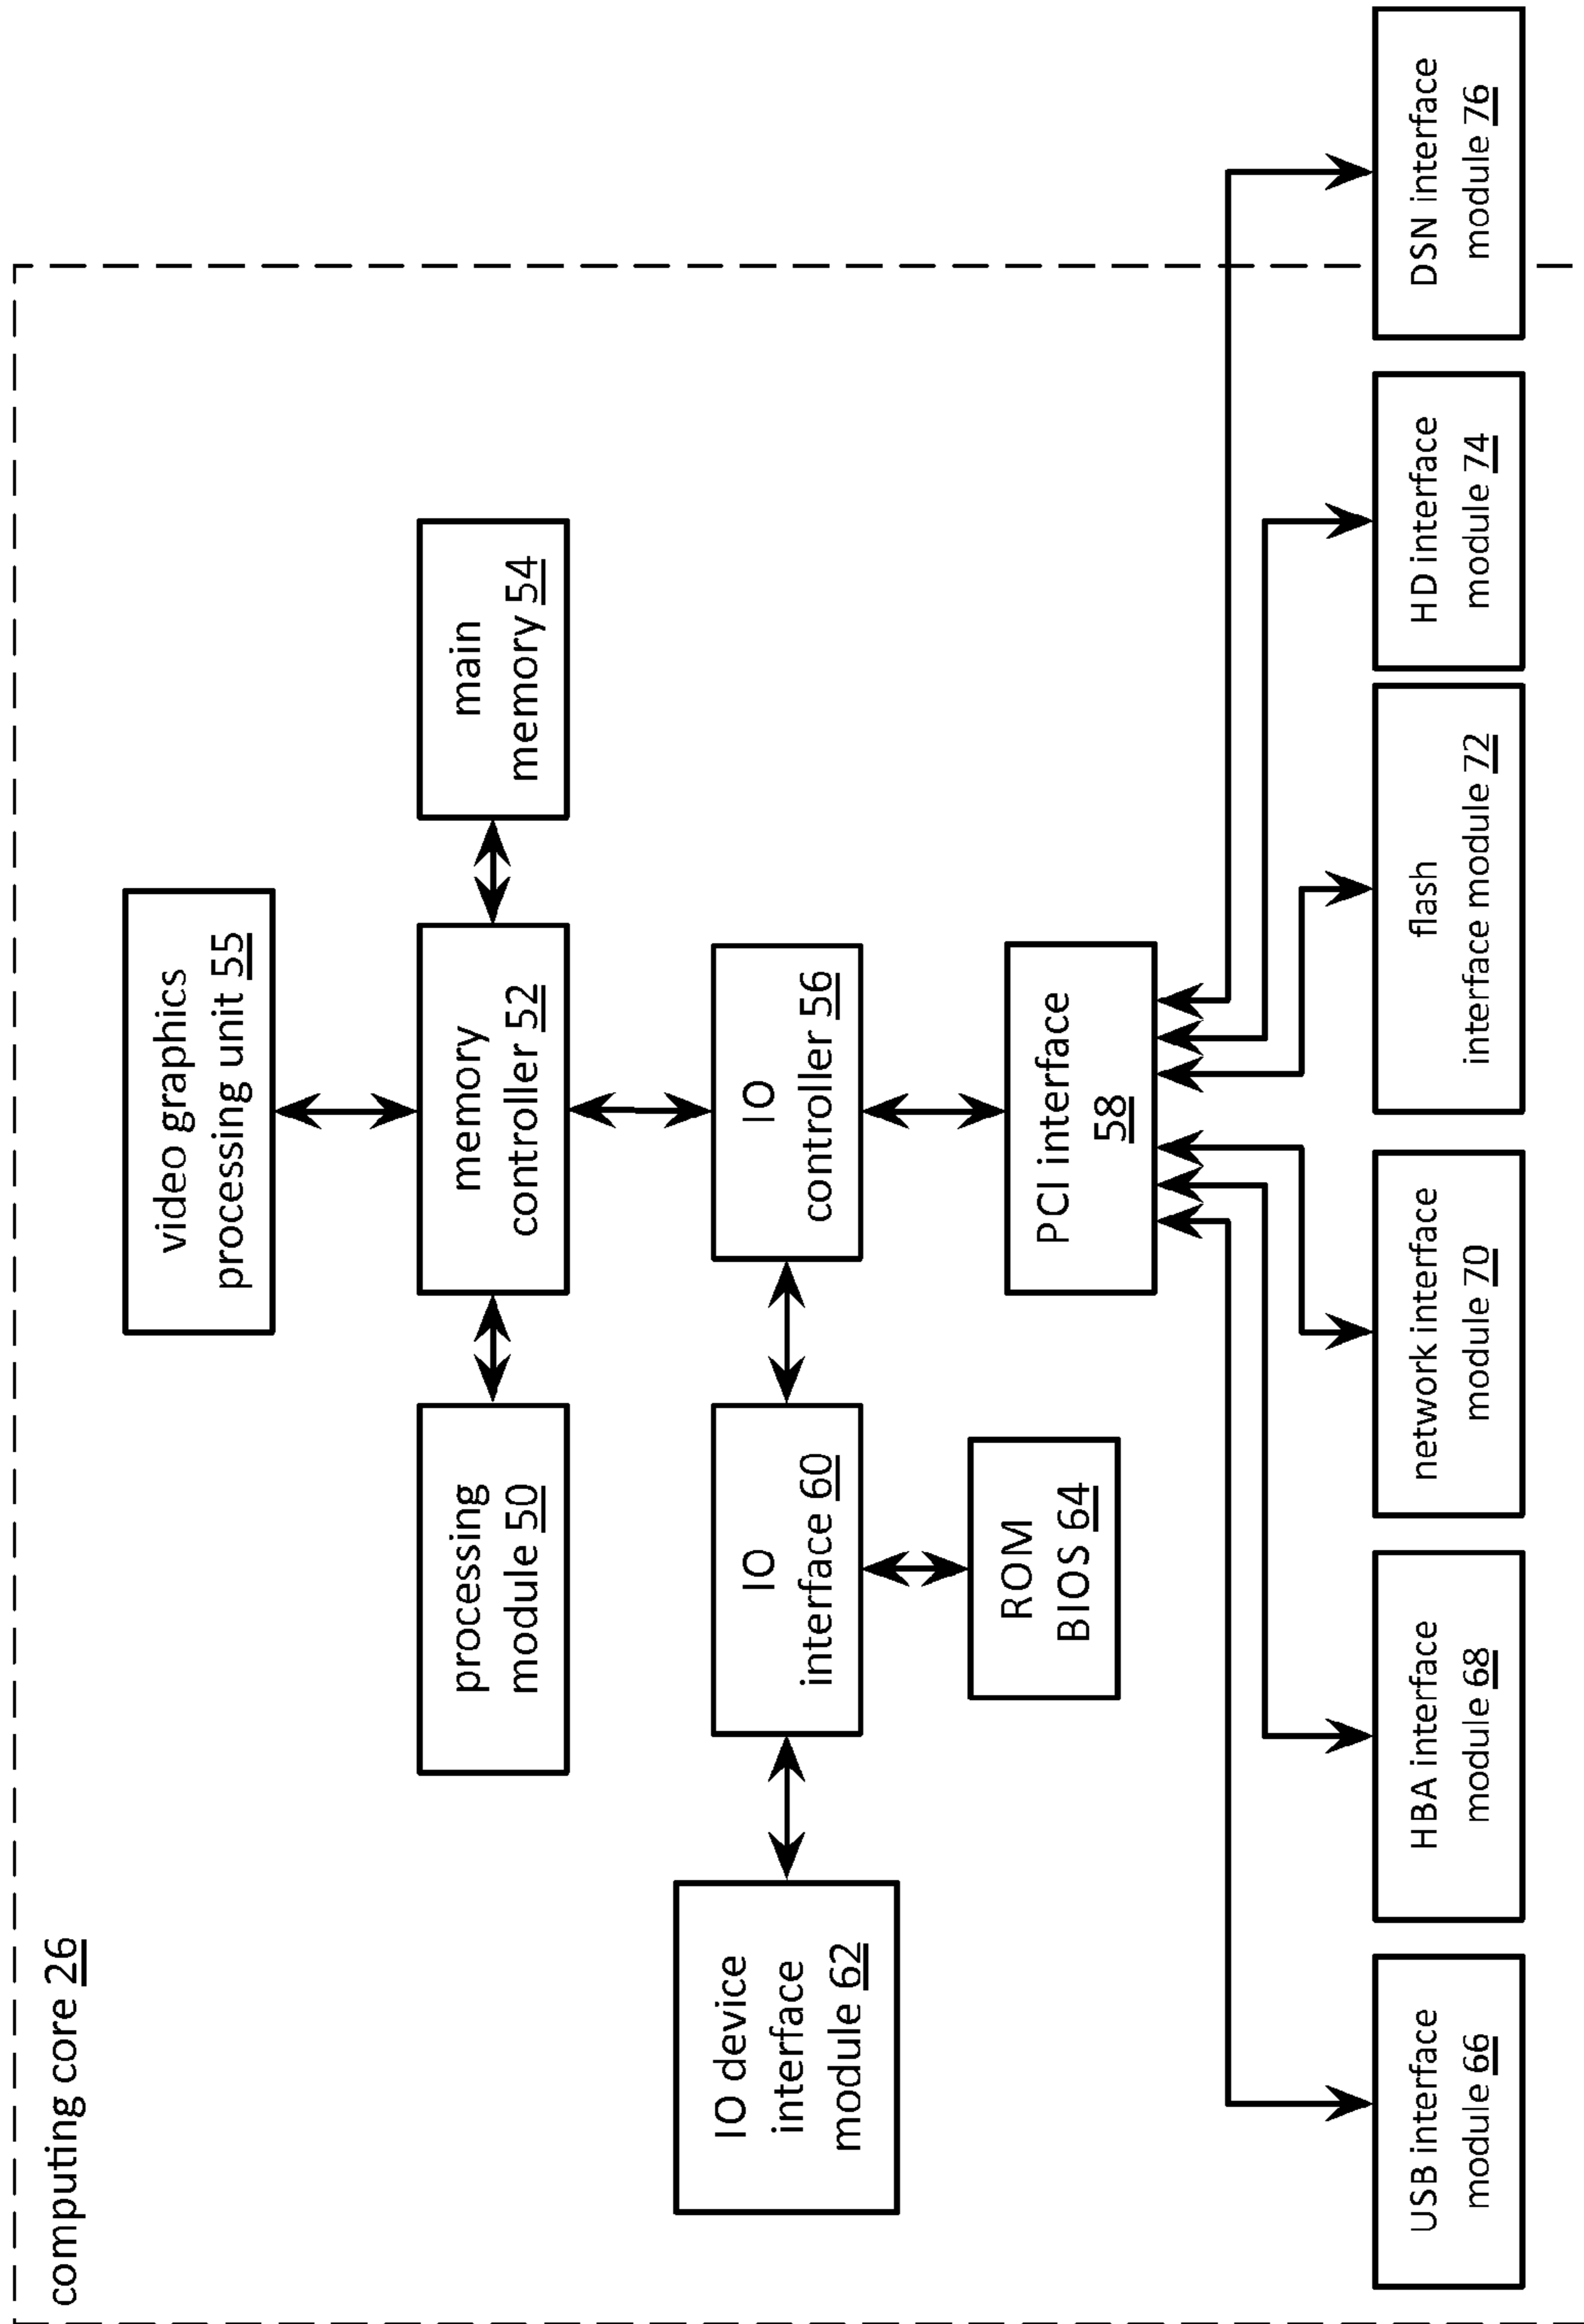 computing core 26
video graphics
processing unit 55
processing
module 50
memory
controller 52
main
memory 54
IO device
interface
module 62
IO
interface 60
IO
controller 56
ROM
BIOS 64
PCI interface
58
USB interface
module 66
HBA interface
module 68
network interface
module 70
flash
interface module 72
HD interface
module 74
DSN interface
module 76